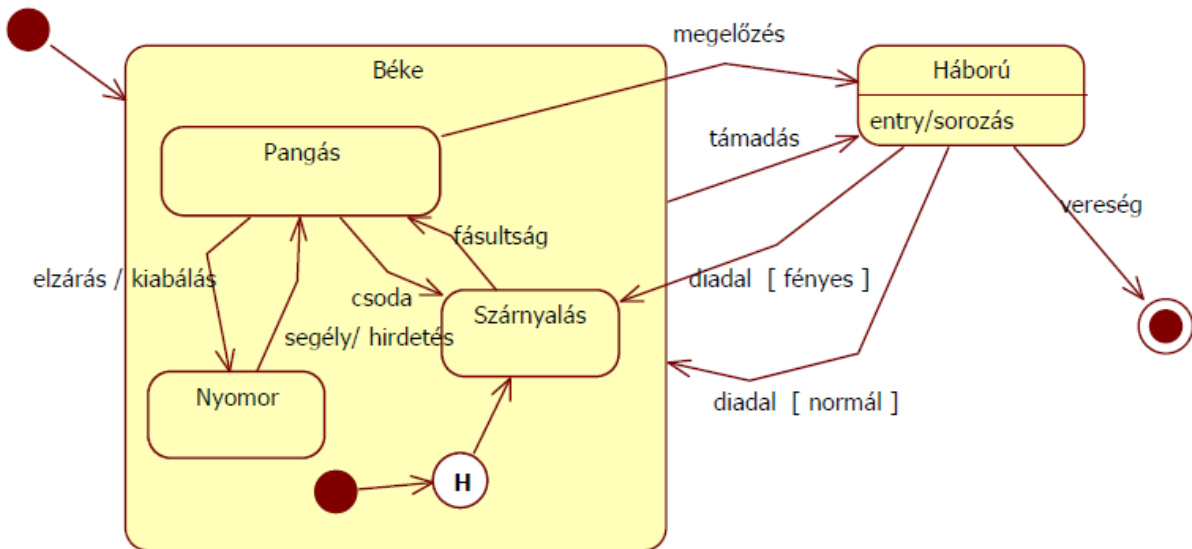 megelőzés
Béke
Háború
entry/sorozás
Pangás
támadás
vereség
fásultság
elzárás / kiabálás
diadal [ fényes ]
csoda
Szárnyalás
segély/ hirdetés
Nyomor
diadal [ normál ]
H